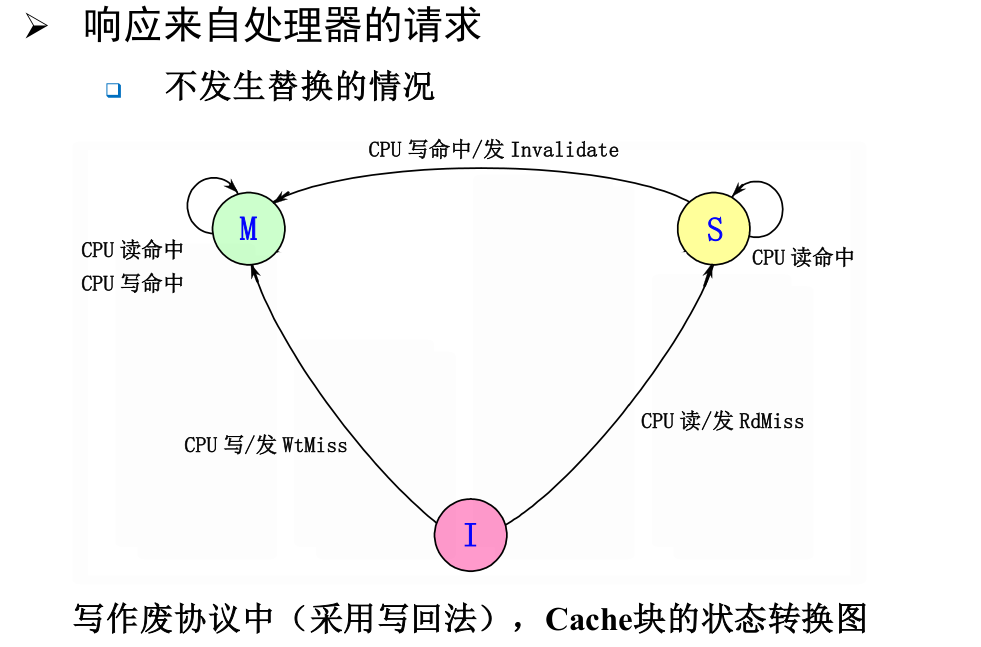 响应来自处理器的请求
不发生替换的情况
CPU 写命中/发 Invalidate
M
S
CPU 读命中
CPU 写命中
CPU 读命中
CPU 读/发 RdMiss
CPU 写/发 WtMiss
I
写作废协议中（采用写回法），Cache块的状态转换图